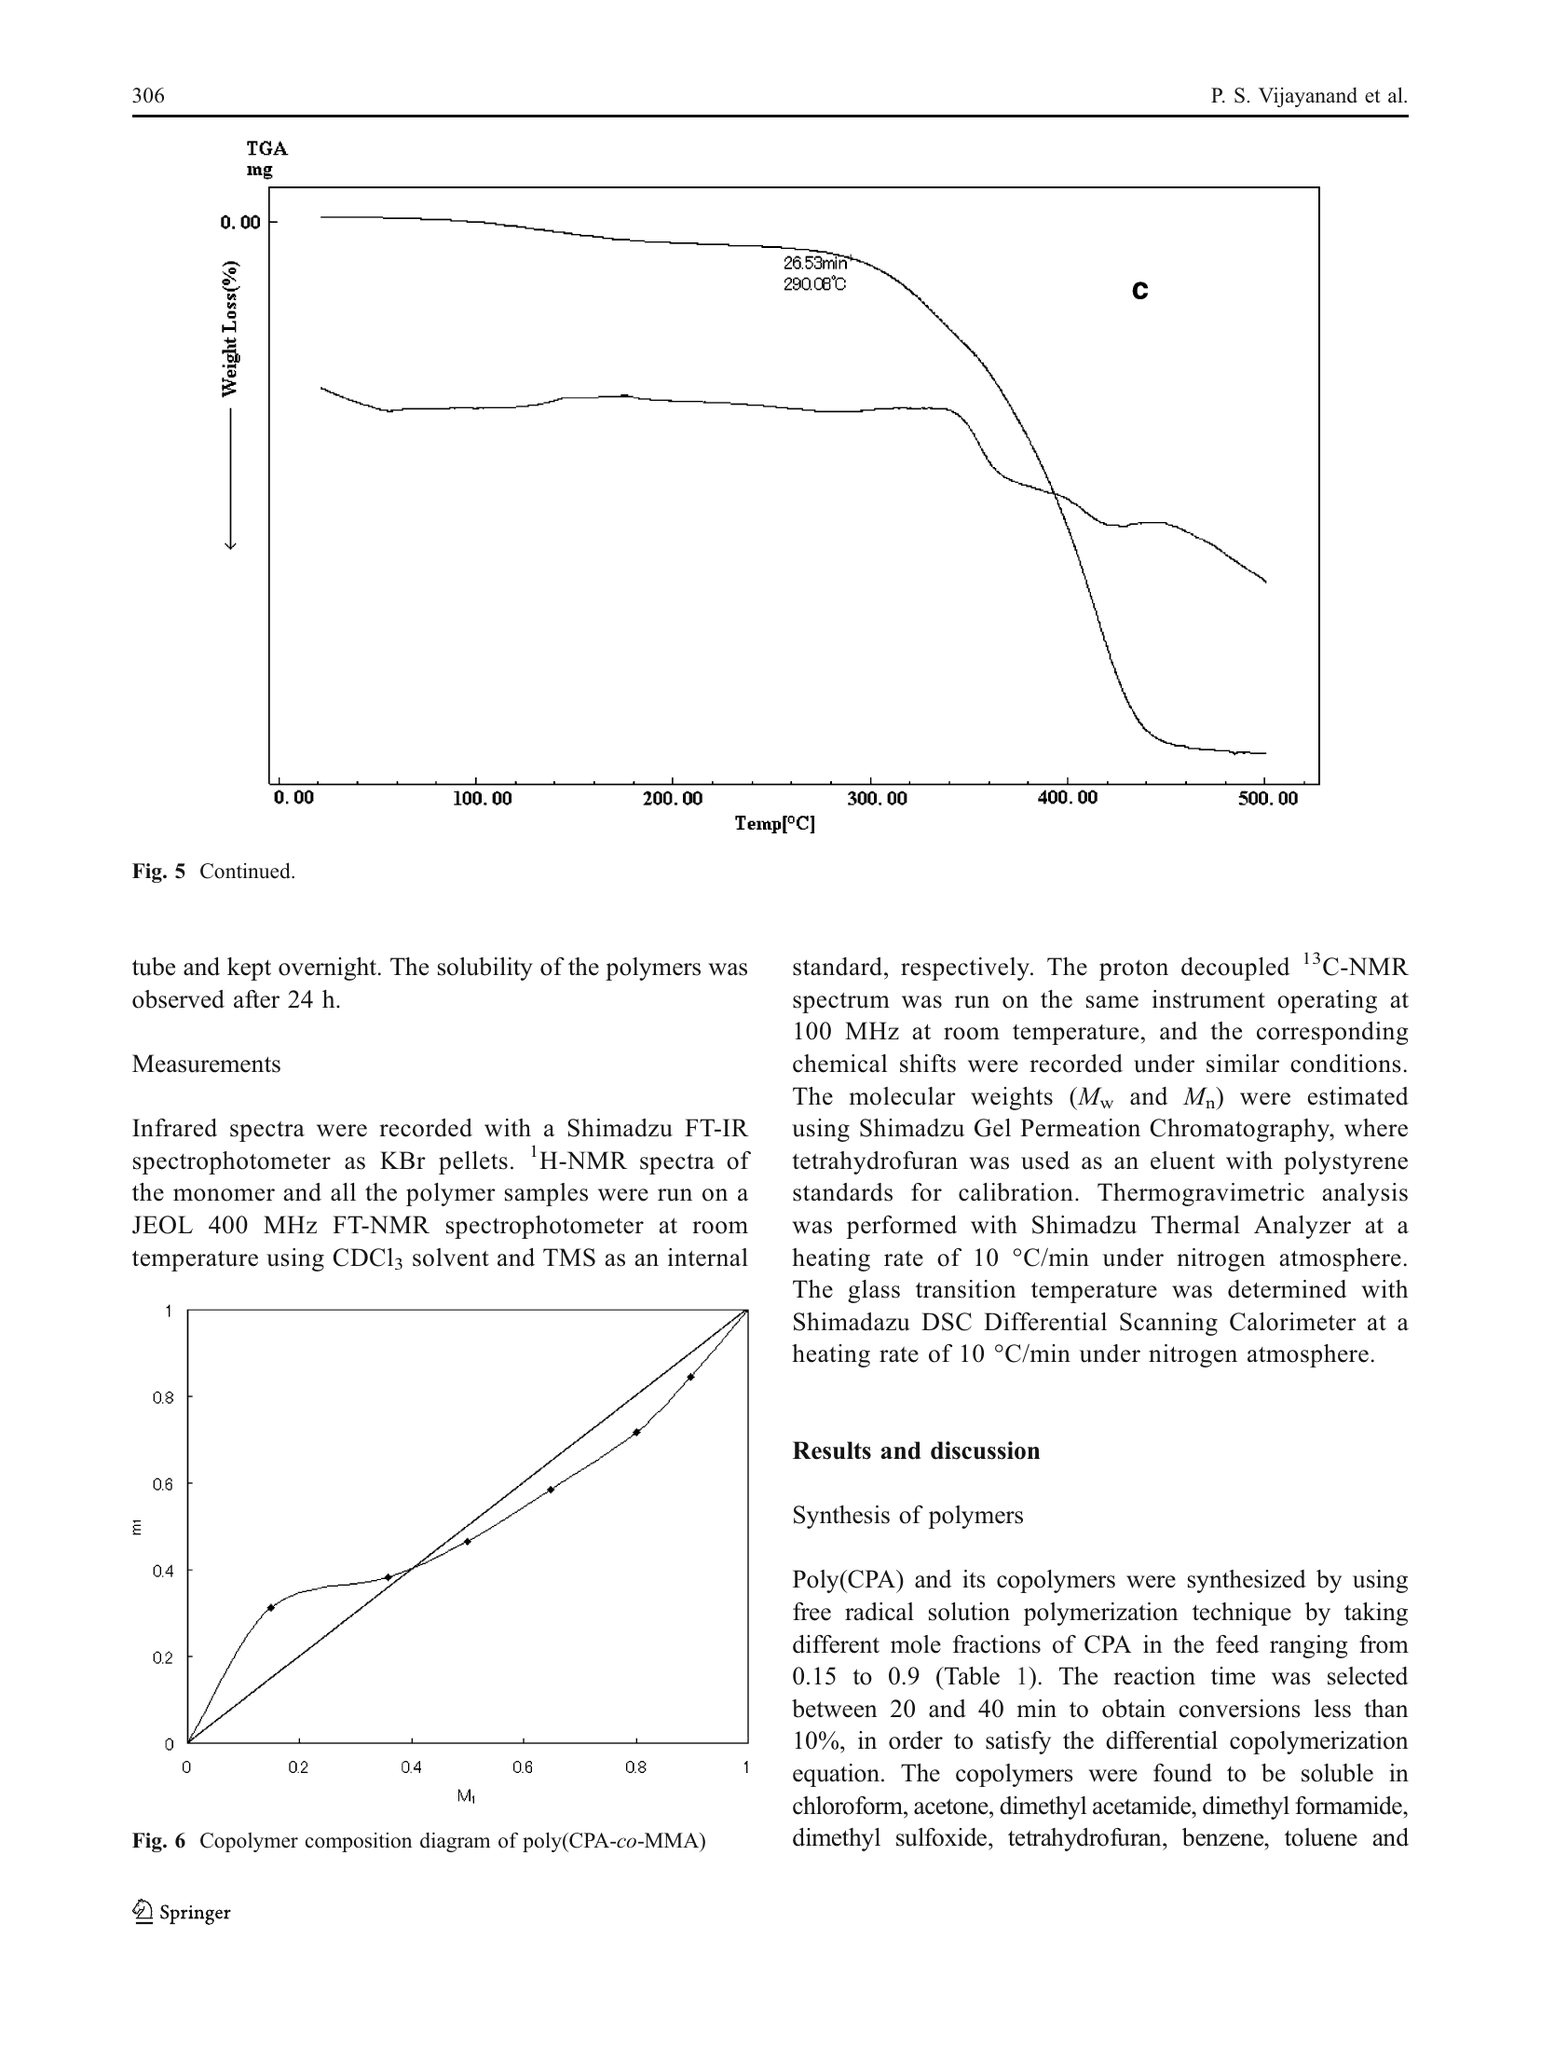 306
P. S. Vijayanand et al.
TGA
mg
0.00
Weight Loss(%)
26.53min
290.08°C
c
0.00
100.00
200.00
300.00
400.00
500.00
Temp[°C]
Fig. 5 Continued.
tube and kept overnight. The solubility of the polymers was
observed after 24 h.
Measurements
Infrared spectra were recorded with a Shimadzu FT-IR
spectrophotometer as KBr pellets. ¹H-NMR spectra of
the monomer and all the polymer samples were run on a
JEOL 400 MHz FT-NMR spectrophotometer at room
temperature using CDCl₃ solvent and TMS as an internal
1
0.8
0.6
m₁
0.4
0.2
0
0
0.2
0.4
0.6
0.8
1
M₁
Fig. 6 Copolymer composition diagram of poly(CPA-co-MMA)
standard, respectively. The proton decoupled ¹³C-NMR
spectrum was run on the same instrument operating at
100 MHz at room temperature, and the corresponding
chemical shifts were recorded under similar conditions.
The molecular weights (Mw and Mn) were estimated
using Shimadzu Gel Permeation Chromatography, where
tetrahydrofuran was used as an eluent with polystyrene
standards for calibration. Thermogravimetric analysis
was performed with Shimadzu Thermal Analyzer at a
heating rate of 10 °C/min under nitrogen atmosphere.
The glass transition temperature was determined with
Shimadazu DSC Differential Scanning Calorimeter at a
heating rate of 10 °C/min under nitrogen atmosphere.
Results and discussion
Synthesis of polymers
Poly(CPA) and its copolymers were synthesized by using
free radical solution polymerization technique by taking
different mole fractions of CPA in the feed ranging from
0.15 to 0.9 (Table 1). The reaction time was selected
between 20 and 40 min to obtain conversions less than
10%, in order to satisfy the differential copolymerization
equation. The copolymers were found to be soluble in
chloroform, acetone, dimethyl acetamide, dimethyl formamide,
dimethyl sulfoxide, tetrahydrofuran, benzene, toluene and
Springer